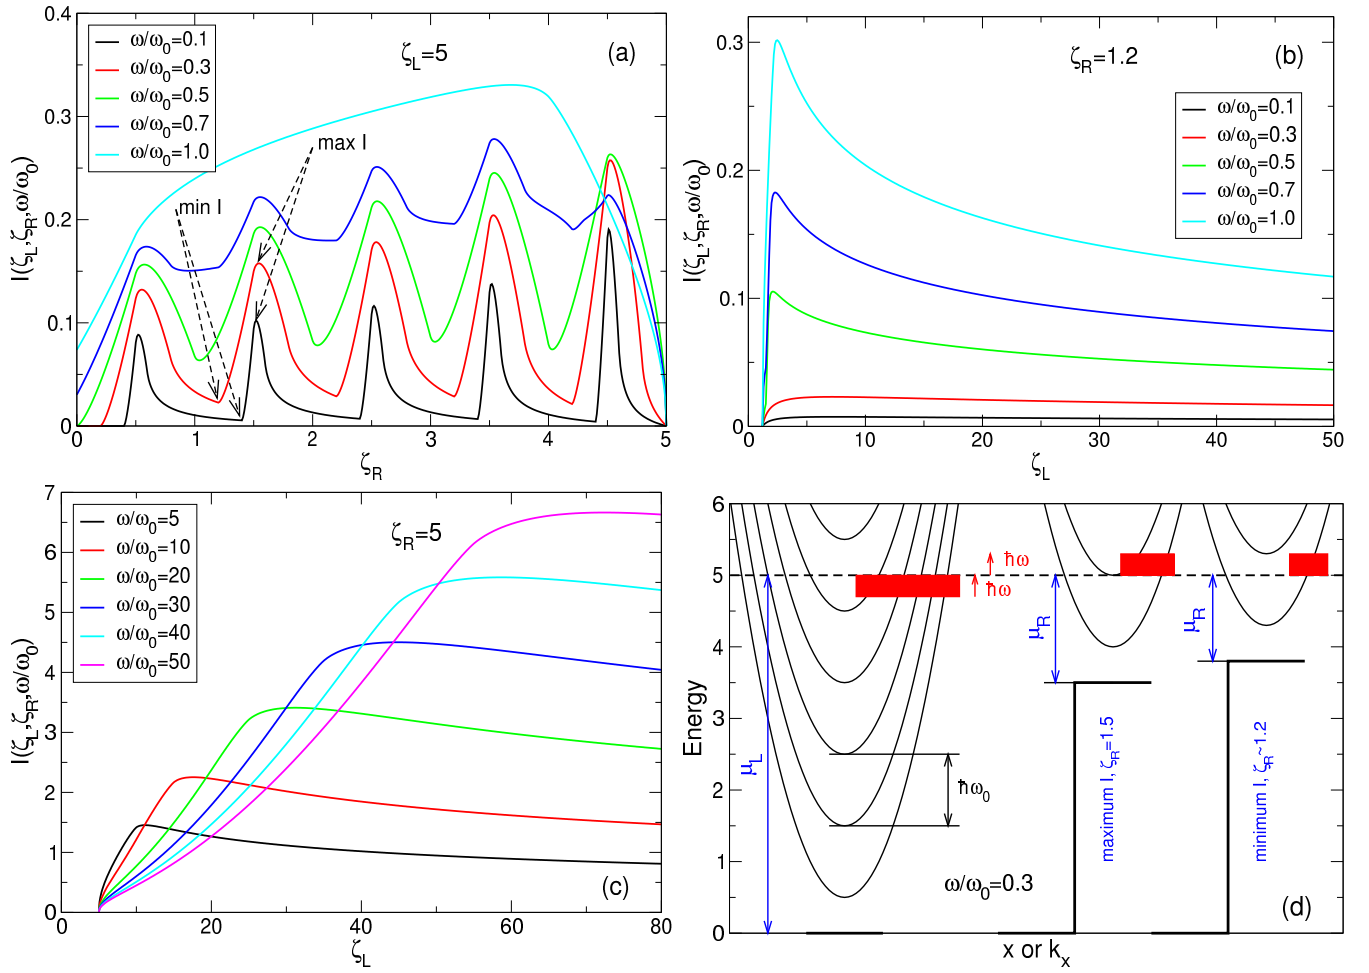 0.4
0.3
0.2
0.1
0
I(ζL,ζR,ω/ω0)
ω/ω0=0.1
ω/ω0=0.3
ω/ω0=0.5
ω/ω0=0.7
ω/ω0=1.0
ζL=5
(a)
max I
min I
0 1 2 3 4 5
ζR
0.3
0.2
0.1
0
I(ζL,ζR,ω/ω0)
ζR=1.2
(b)
ω/ω0=0.1
ω/ω0=0.3
ω/ω0=0.5
ω/ω0=0.7
ω/ω0=1.0
0 10 20 30 40 50
ζL
7
6
5
4
3
2
1
0
I(ζL,ζR,ω/ω0)
ω/ω0=5
ω/ω0=10
ω/ω0=20
ω/ω0=30
ω/ω0=40
ω/ω0=50
ζR=5
(c)
0 20 40 60 80
ζL
6
5
4
3
2
1
0
Energy
μL
ħω
ħω
μR
μR
ħω0
maximum I, ζR=1.5
minimum I, ζR~1.2
ω/ω0=0.3
(d)
x or kx